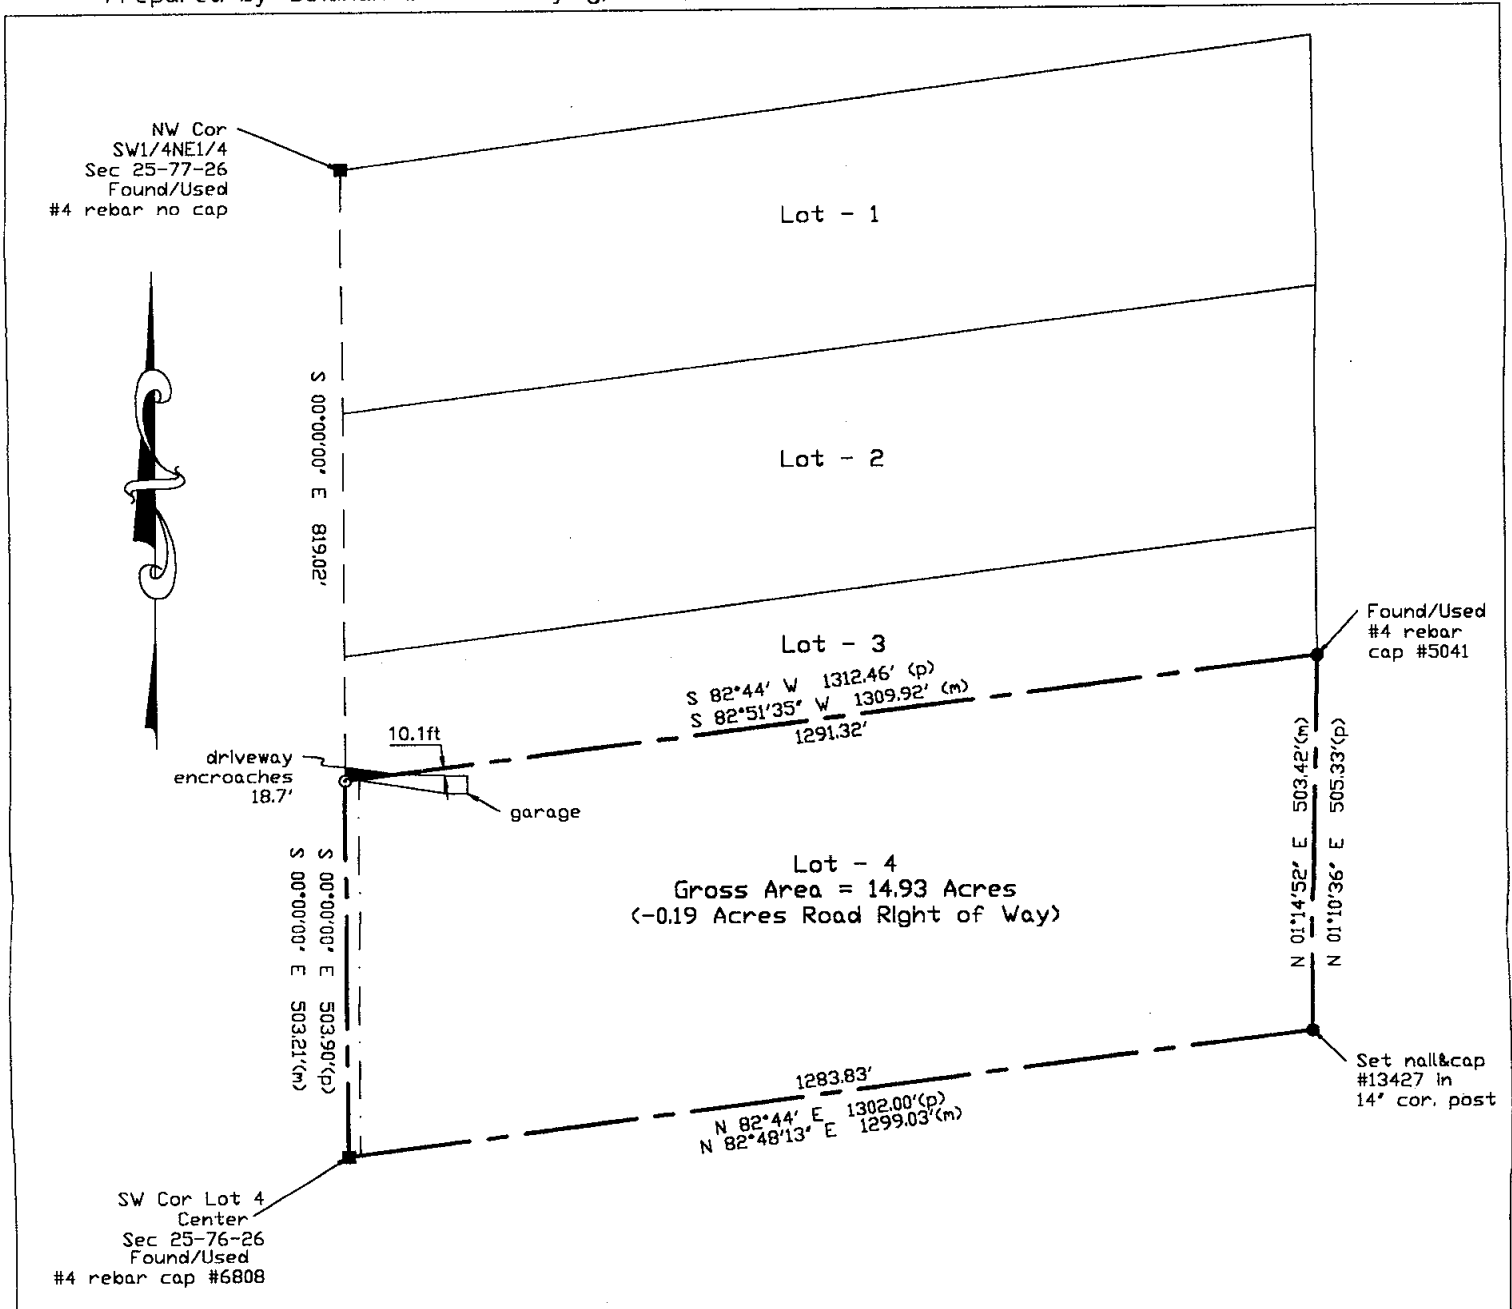 Prepared by
NW Cor
SW1/4NE1/4
Sec 25-77-26
Found/Used
#4 rebar no cap
Lot - 1
S 00°00'00" E 819.02'
Lot - 2
Lot - 3
Found/Used
#4 rebar
cap #5041
S 82°44' W 1312.46' (p)
S 82°51'35" W 1309.92' (m)
1291.32'
10.1ft
driveway
encroaches
18.7'
garage
Lot - 4
Gross Area = 14.93 Acres
(-0.19 Acres Road Right of Way)
S 00°00'00" E 503.90'(p)
S 00°00'00" E 503.21'(m)
N 01°14'52" E 503.42'(m)
N 01°10'36" E 505.33'(p)
1283.83'
N 82°44' E 1302.00'(p)
N 82°48'13" E 1299.03'(m)
Set nail&cap
#13427 in
14" cor. post
SW Cor Lot 4
Center
Sec 25-76-26
Found/Used
#4 rebar cap #6808